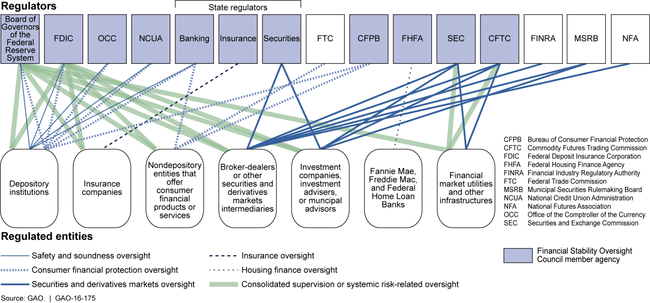 Regulators
State regulators
Board of
Governors
of the
Federal
Reserve
System
FDIC
OCC
NCUA
Banking
Insurance
Securities
FTC
CFPB
FHFA
SEC
CFTC
FINRA
MSRB
NFA
Depository
institutions
Insurance
companies
Nondepository
entities that
offer
consumer
financial
products or
services
Broker-dealers
or other
securities and
derivatives
markets
intermediaries
Investment
companies,
investment
advisers,
or muncipal
advisors
Fannie Mae,
Freddie Mac,
and Federal
Home Loan
Banks
Financial
market utilities
and other
infrastructures
CFPB Bureau of Consumer Financial Protection
CFTC Commodity Futures Trading Commission
FDIC Federal Deposit Insurance Corporation
FHFA Federal Housing Finance Agency
FINRA Financial Industry Regulatory Authority
FTC Federal Trade Commission
MSRB Municipal Securities Rulemaking Board
NCUA National Credit Union Administration
NFA National Futures Association
OCC Office of the Comptroller of the Currency
SEC Securities and Exchange Commission
Regulated entities
Safety and soundness oversight
Consumer financial protection oversight
Securities and derivatives markets oversight
Insurance oversight
Housing finance oversight
Consolidated supervision or systemic risk-related oversight
Financial Stability Oversight
Council member agency
Source: GAO. | GAO-16-175